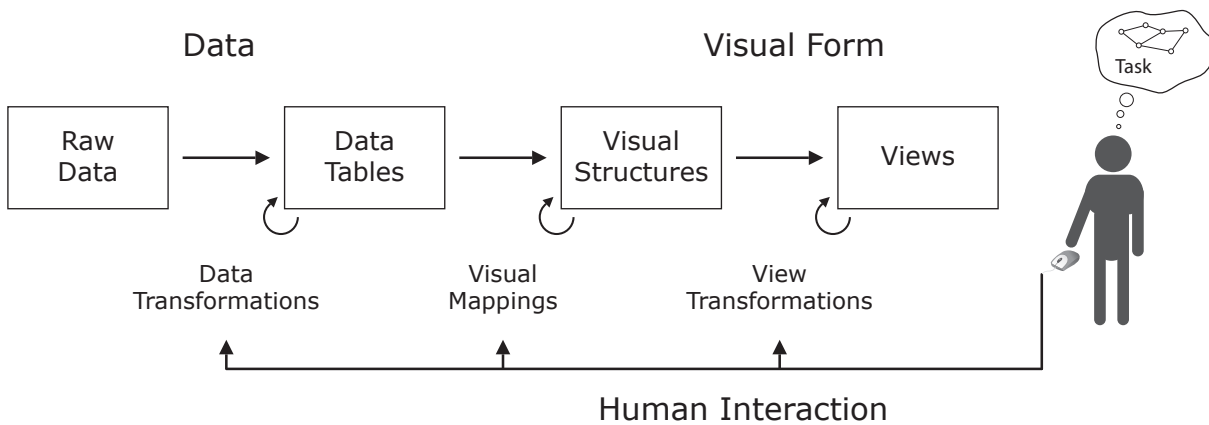 Data
Visual Form
Task
Raw
Data
Data
Tables
Visual
Structures
Views
Data
Transformations
Visual
Mappings
View
Transformations
Human Interaction